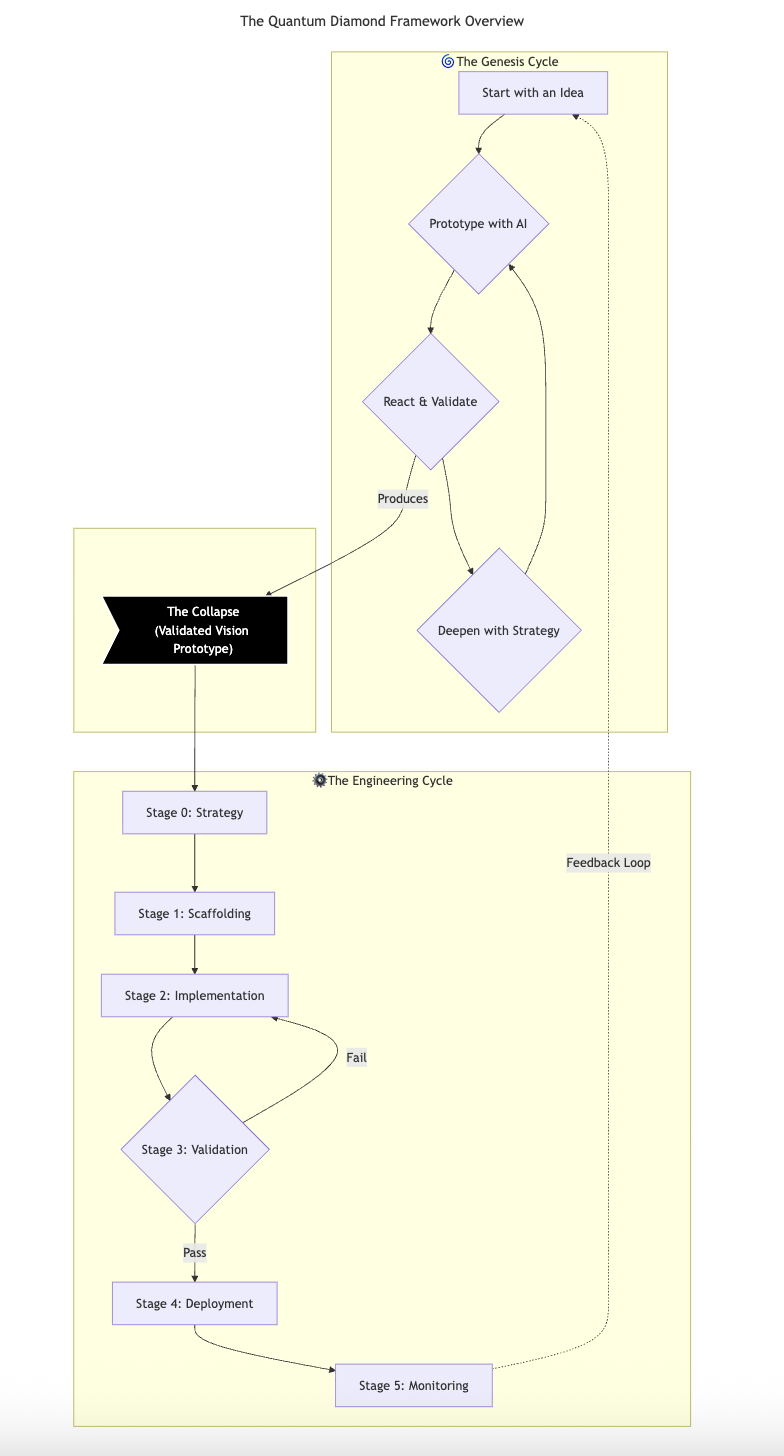 The Quantum Diamond Framework Overview
🌀The Genesis Cycle
Start with an Idea
Prototype with AI
React & Validate
Produces
Deepen with Strategy
The Collapse
(Validated Vision
Prototype)
⚙️The Engineering Cycle
Stage 0: Strategy
Feedback Loop
Stage 1: Scaffolding
Stage 2: Implementation
Fail
Stage 3: Validation
Pass
Stage 4: Deployment
Stage 5: Monitoring